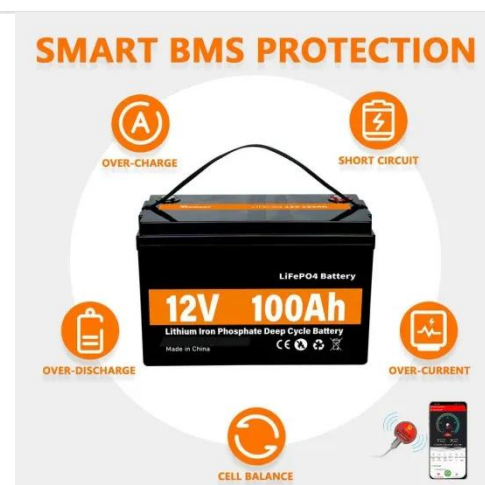 SMART BMS PROTECTION
OVER-CHARGE
SHORT CIRCUIT
LiFePO4 Battery
12V 100Ah
Lithium Iron Phosphate Deep Cycle Battery
Made in China
CE
OVER-DISCHARGE
OVER-CURRENT
CELL BALANCE